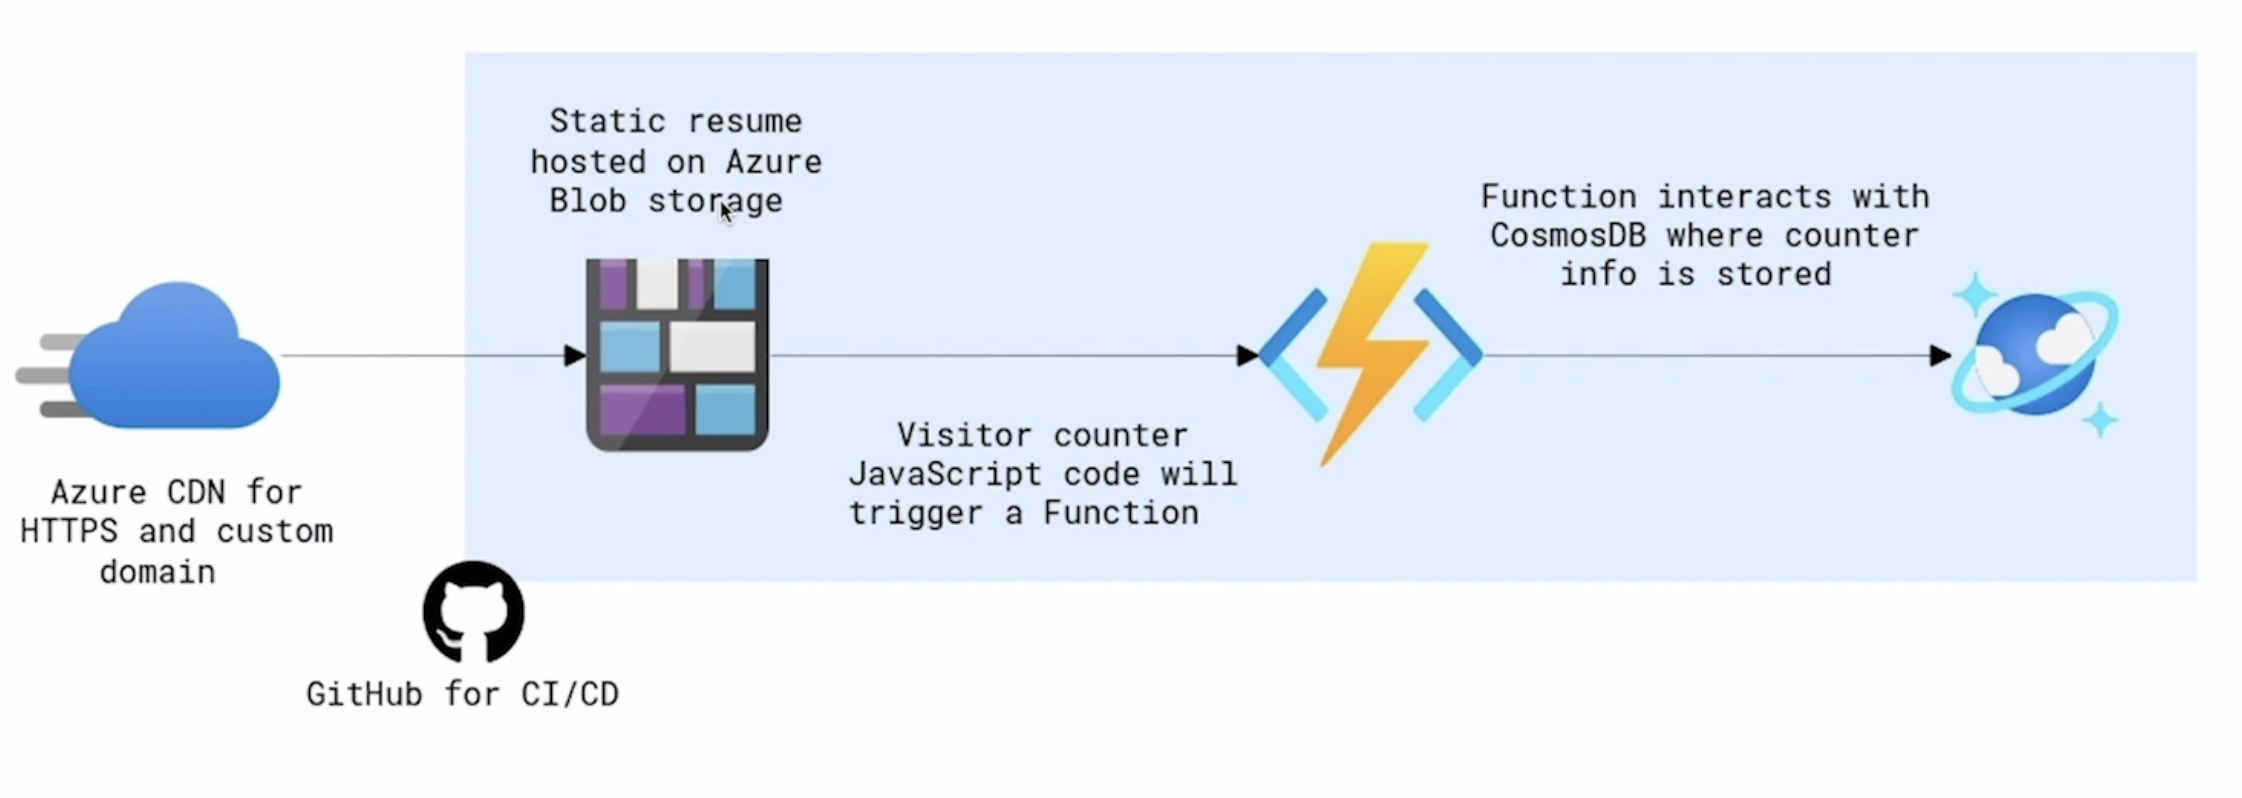 Static resume
hosted on Azure
Blob storage
Function interacts with
CosmosDB where counter
info is stored
Visitor counter
JavaScript code will
trigger a Function
Azure CDN for
HTTPS and custom
domain
GitHub for CI/CD